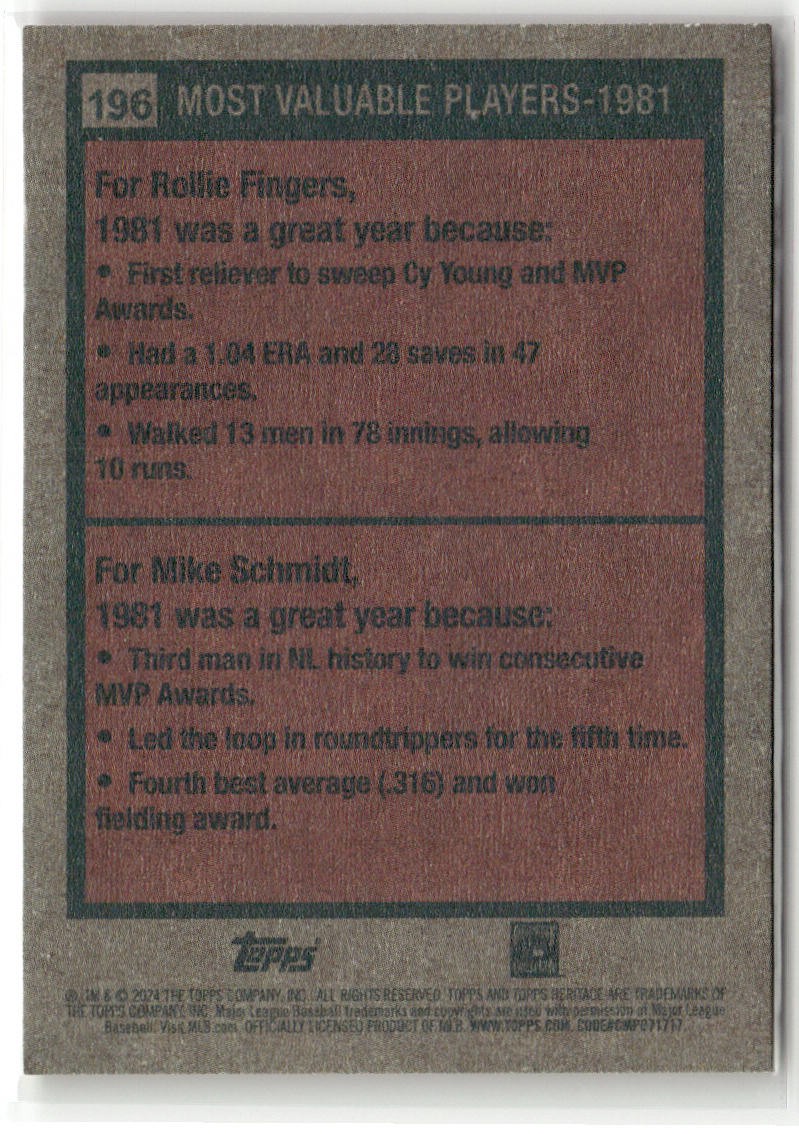 196 MOST VALUABLE PLAYERS-1981
For Rollie Fingers,
1981 was a great year because:
• First reliever to sweep Cy Young and MVP
Awards.
• Had a 1.04 ERA and 28 saves in 47
appearances.
• Walked 13 men in 78 innings, allowing
10 runs.
For Mike Schmidt,
1981 was a great year because:
• Third man in NL history to win consecutive
MVP Awards.
• Led the loop in roundtrippers for the fifth time.
• Fourth best average (.316) and won
fielding award.
Topps
®, TM & © 2024 THE TOPPS COMPANY, INC. ALL RIGHTS RESERVED. TOPPS AND TOPPS HERITAGE ARE TRADEMARKS OF
THE TOPPS COMPANY, INC. Major League Baseball trademarks and copyrights are used with permission of Major League
Baseball. Visit MLB.com. OFFICIALLY LICENSED PRODUCT OF MLB. WWW.TOPPS.COM. CODE#CMP071717